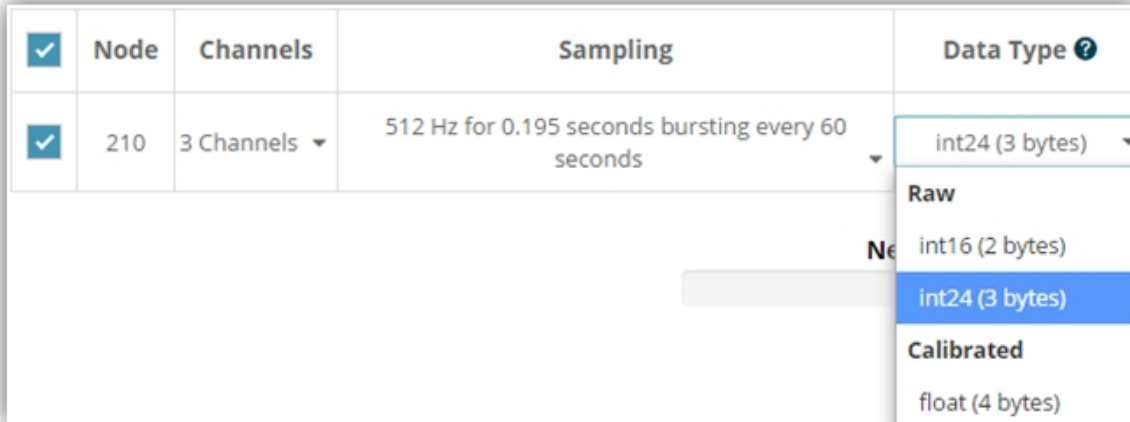 Node Channels Sampling Data Type ?
210 3 Channels 512 Hz for 0.195 seconds bursting every 60
seconds int24 (3 bytes)
Raw
int16 (2 bytes)
int24 (3 bytes)
Calibrated
float (4 bytes)